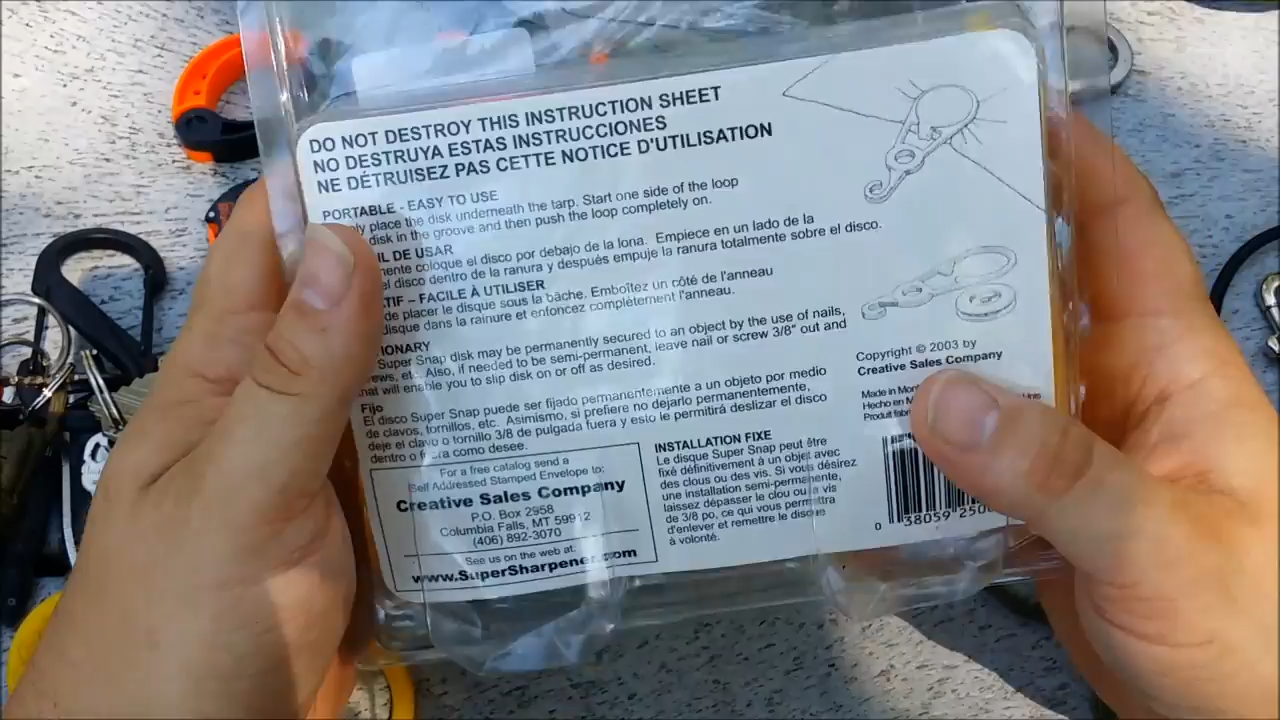 DO NOT DESTROY THIS INSTRUCTION SHEET
NO DESTRUYA ESTAS INSTRUCCIONES
NE DÉTRUISEZ PAS CETTE NOTICE D'UTILISATION
PORTABLE - EASY TO USE
place the disk underneath the tarp. Start one side of the loop
disk in the groove and then push the loop completely on.
DE USAR
coloque el disco por debajo de la lona. Empiece en un lado de la
el disco dentro de la ranura y después empuje la ranura totalmente sobre el disco.
– FACILE À UTILISER
de placer le disque sous la bâche. Emboîtez un côté de l'anneau
disque dans la rainure et enfoncez complètement l'anneau.
Super Snap disk may be permanently secured to an object by the use of nails,
etc. Also, if needed to be semi-permanent, leave nail or screw 3/8" out and
that will enable you to slip disk on or off as desired.
Fijo
El disco Super Snap puede ser fijado permanentemente a un objeto por medio
de clavos, tornillos, etc. Asimismo, si prefiere no dejarlo permanentemente,
deje el clavo o tornillo 3/8 de pulgada fuera y esto le permitirá deslizar el disco
dentro o fuera como desee.
For a free catalog send a
Self Addressed Stamped Envelope to:
Creative Sales Company
P.O. Box 2958
Columbia Falls, MT 59912
(406) 892-3070
See us on the web at:
www.SuperSharpener.com
INSTALLATION FIXE
Le disque Super Snap peut être
fixé définitivement à un objet avec
des clous ou des vis. Si vous désirez
une installation semi-permanente,
laissez dépasser le clou ou la vis
de 3/8 po, ce qui vous permettra
d'enlever et remettre le disque
à volonté.
Copyright © 2003 by
Creative Sales Company
Made in
Hecho en
Produit
0 38059